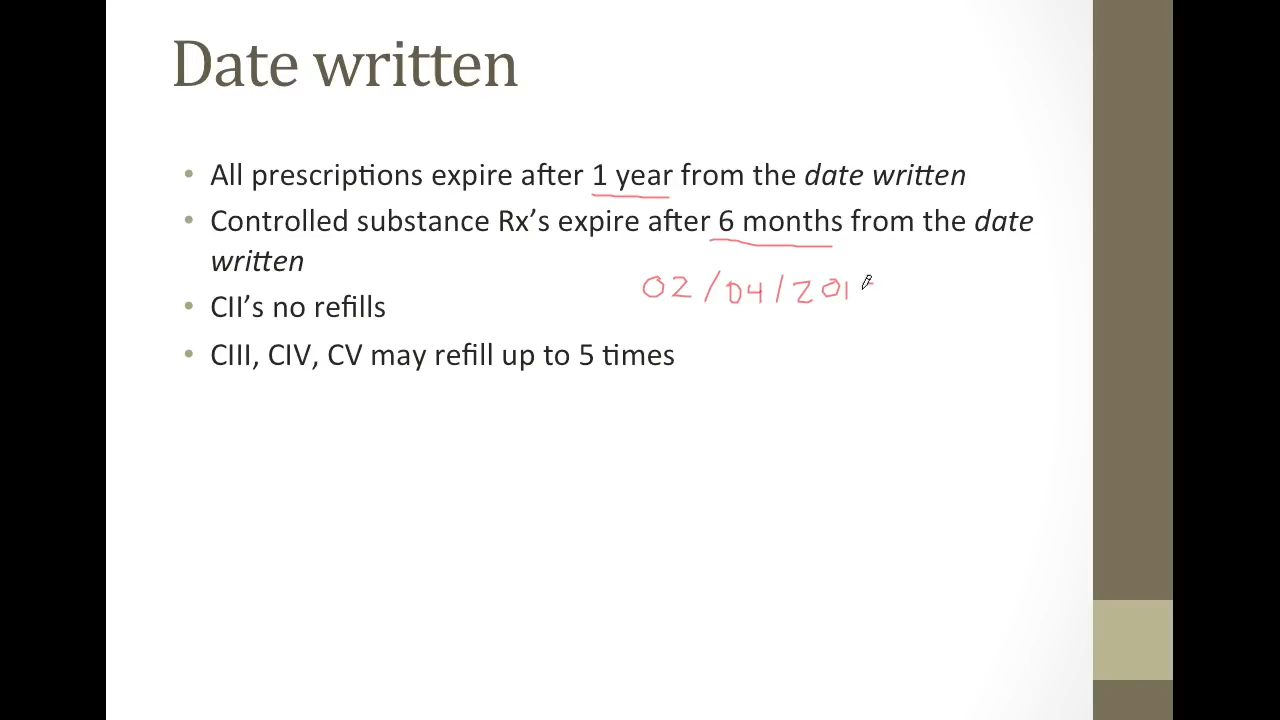 Date written
• All prescriptions expire after 1 year from the date written
• Controlled substance Rx's expire after 6 months from the date
written
02/04/201
• CII's no refills
• CIII, CIV, CV may refill up to 5 times